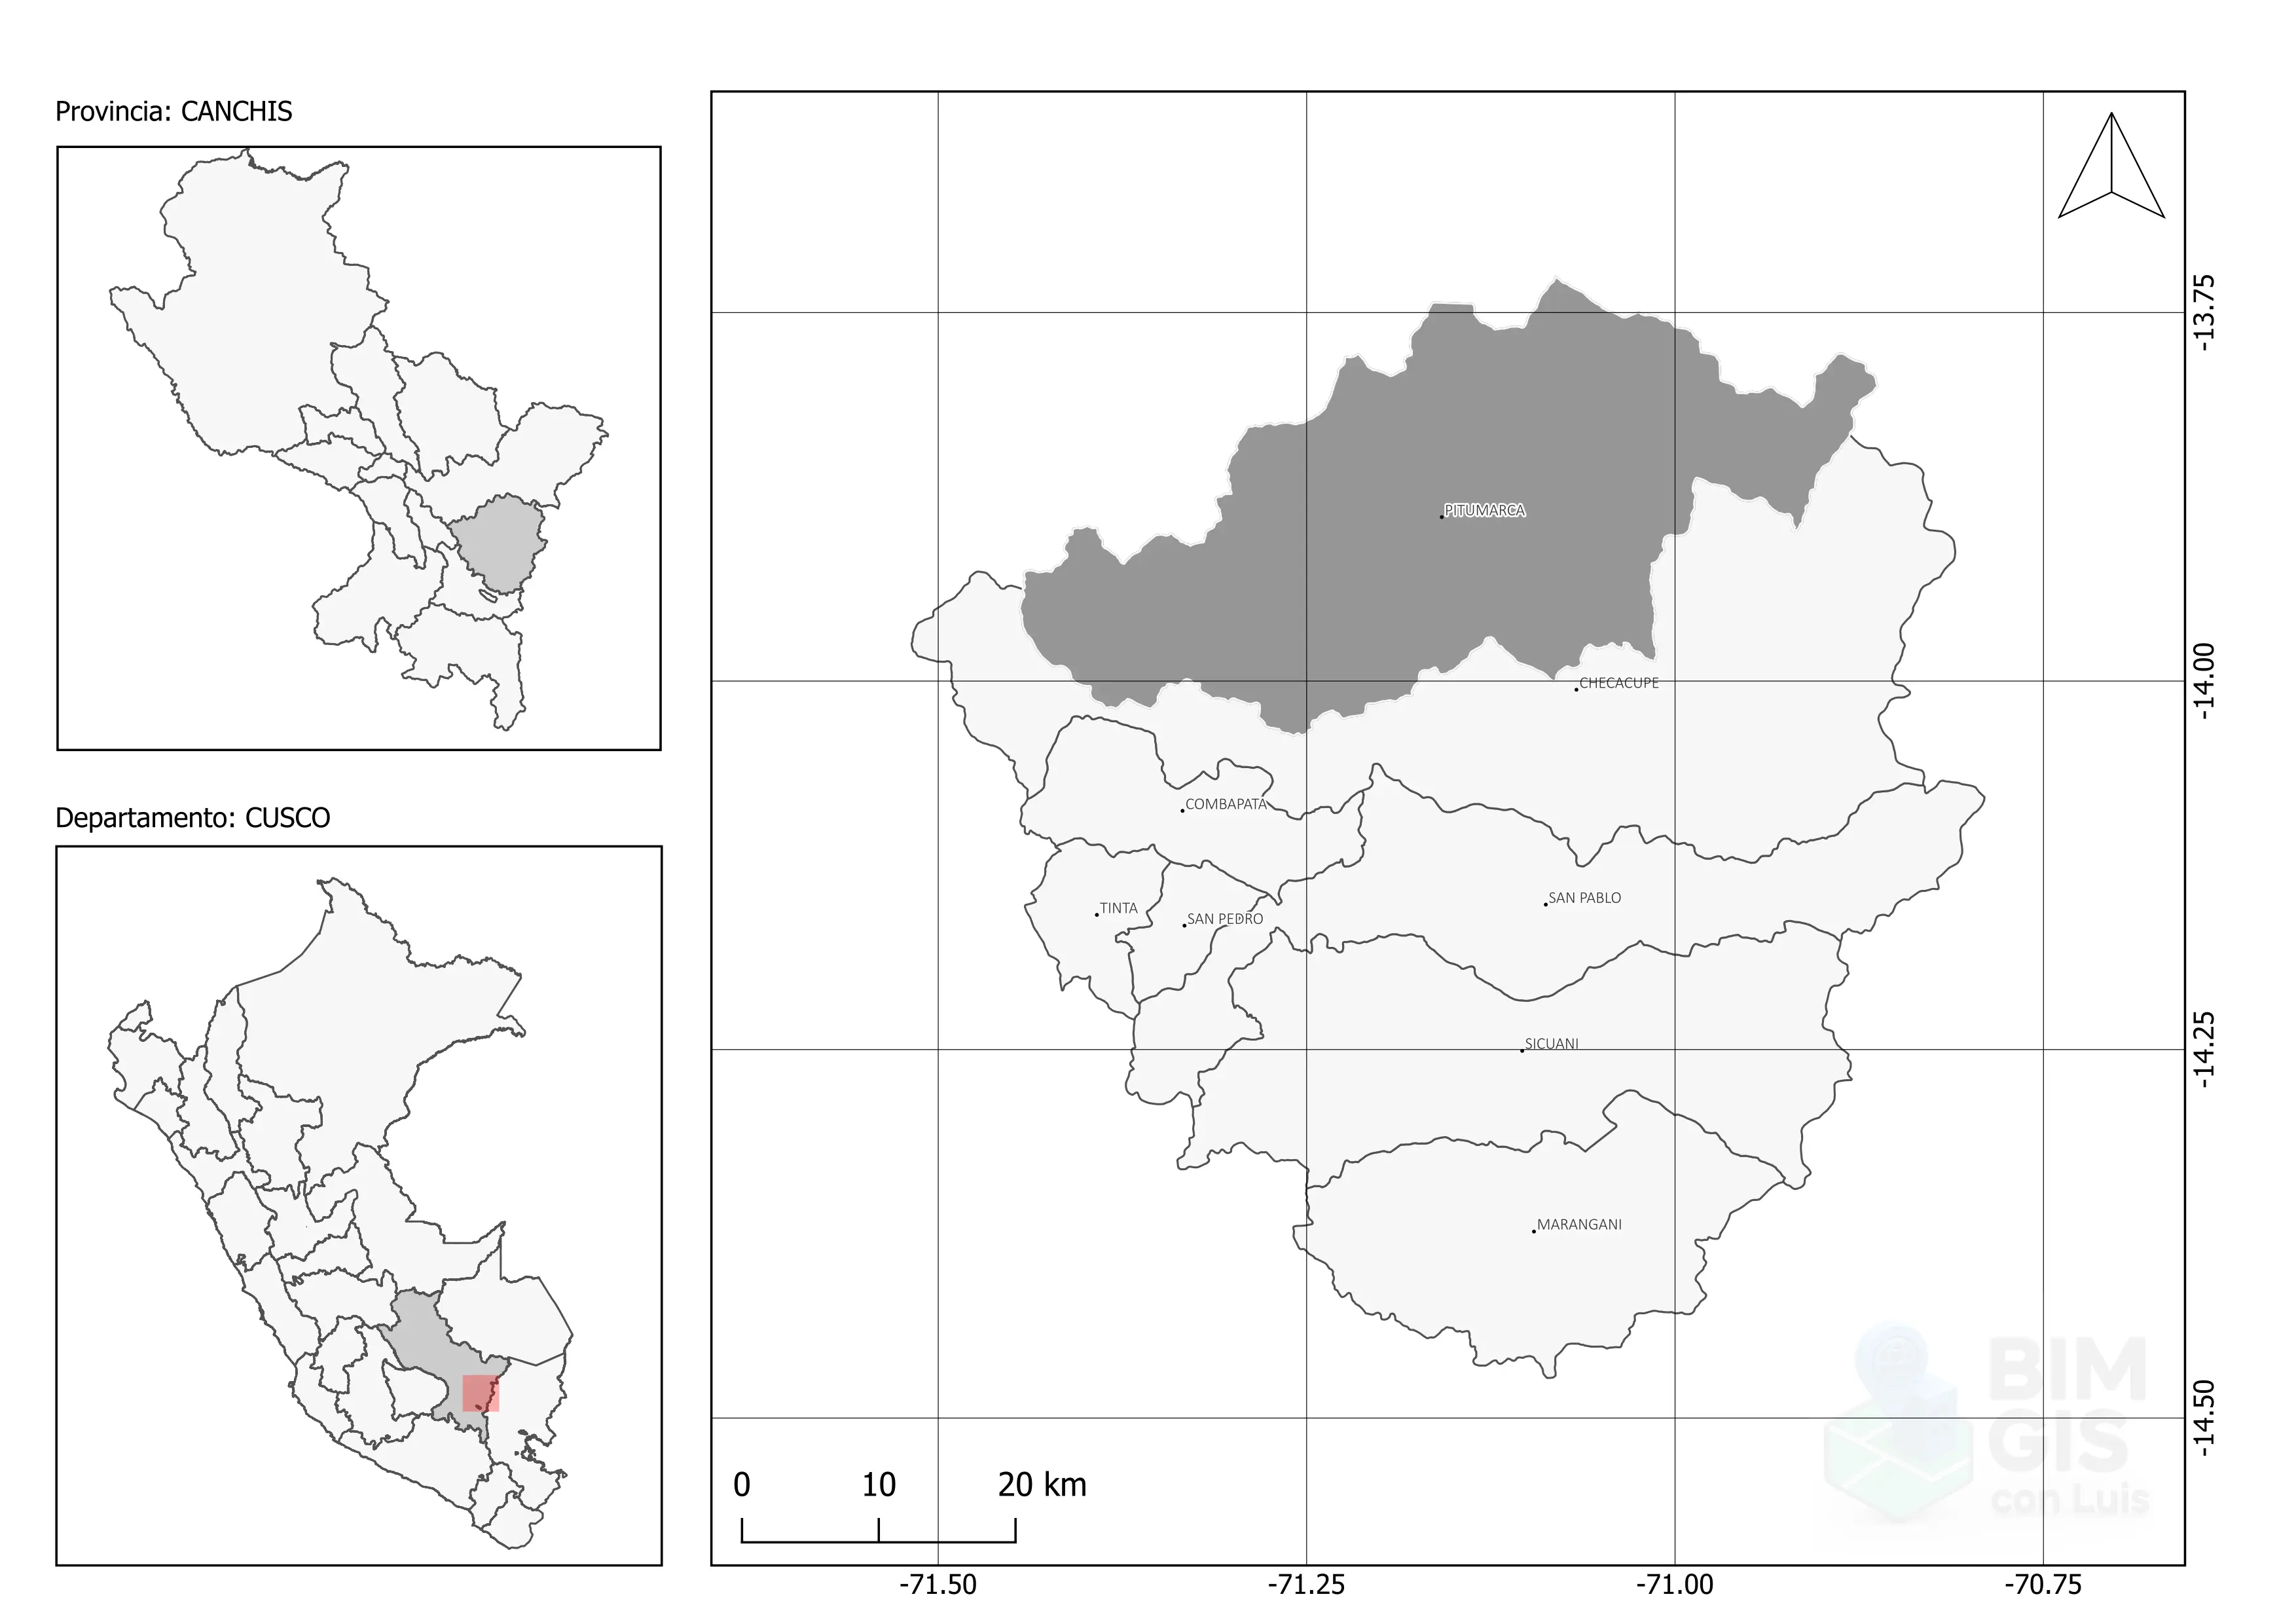 Provincia: CANCHIS
Departamento: CUSCO
PITUMARCA
CHECACUPE
COMBAPATA
TINTA
SAN PEDRO
SAN PABLO
SICUANI
MARANGANI
-13.75
-14.00
-14.25
-14.50
0 10 20 km
-71.50 -71.25 -71.00 -70.75
BIM
GIS
con Luis